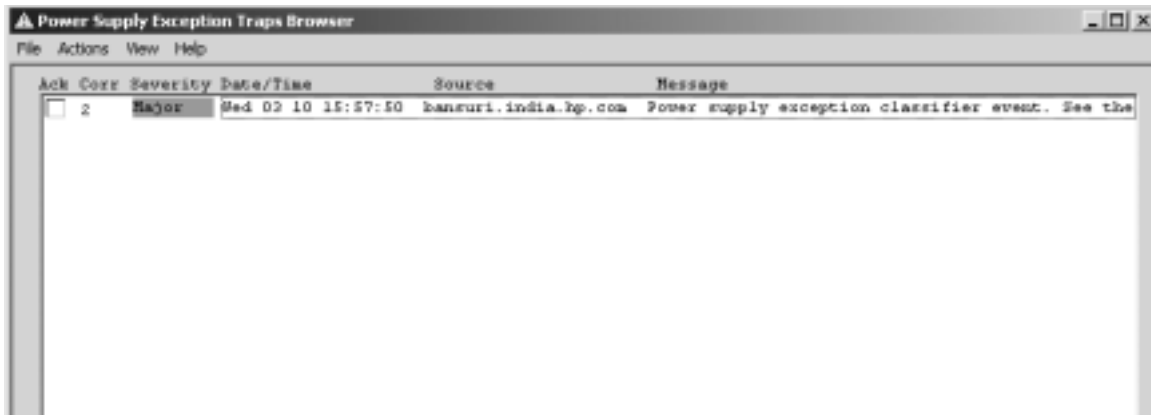 Power Supply Exception Traps Browser
File Actions View Help
Ack Corr Severity Date/Time Source Message
2 Major Wed 03 10 15:57:50 bansuri.india.hp.com Power supply exception classifier event. See the